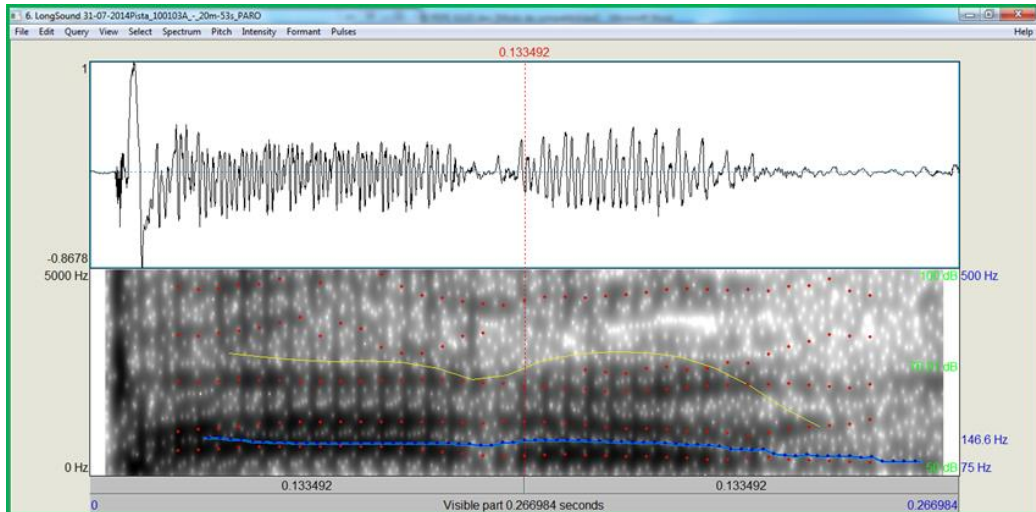 6. LongSound 31-07-2014Pista_100103A_-_20m-53s_PARO
File Edit Query View Select Spectrum Pitch Intensity Formant Pulses Help
0.133492
1
-0.8678
5000 Hz 100 dB 500 Hz
146.6 Hz
0 Hz 50 dB 75 Hz
0.133492 0.133492
0 Visible part 0.266984 seconds 0.266984